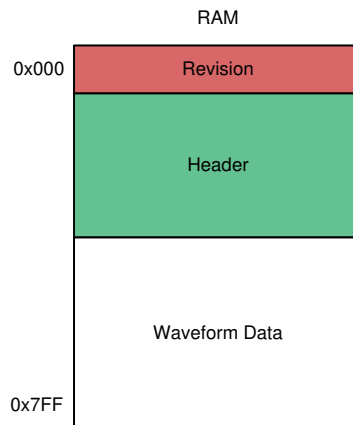 RAM
0x000
Revision
Header
Waveform Data
0x7FF